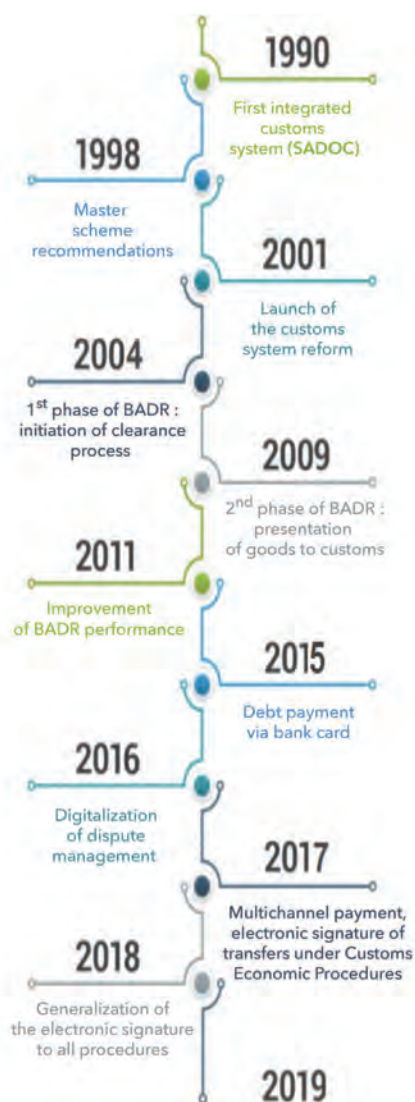 1990
First integrated
customs
system (SADOC)
1998
Master
scheme
recommendations
2001
Launch of
the customs
system reform
2004
1st phase of BADR :
initiation of clearance
process
2009
2nd phase of BADR :
presentation
of goods to customs
2011
Improvement
of BADR performance
2015
Debt payment
via bank card
2016
Digitalization
of dispute
management
2017
Multichannel payment,
electronic signature of
transfers under Customs
Economic Procedures
2018
Generalization of
the electronic signature
to all procedures
2019